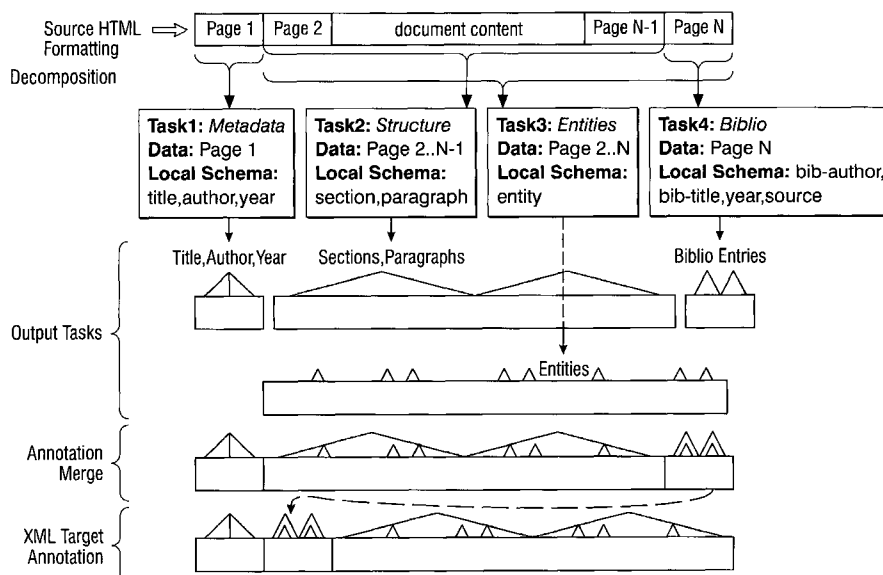 Source HTML
Formatting
Page 1
Page 2
document content
Page N-1
Page N
Decomposition
Task1: Metadata
Data: Page 1
Local Schema:
title,author,year
Task2: Structure
Data: Page 2..N-1
Local Schema:
section,paragraph
Task3: Entities
Data: Page 2..N
Local Schema:
entity
Task4: Biblio
Data: Page N
Local Schema: bib-author,
bib-title,year,source
Title,Author,Year
Sections,Paragraphs
Biblio Entries
Output Tasks
Entities
Annotation
Merge
XML Target
Annotation